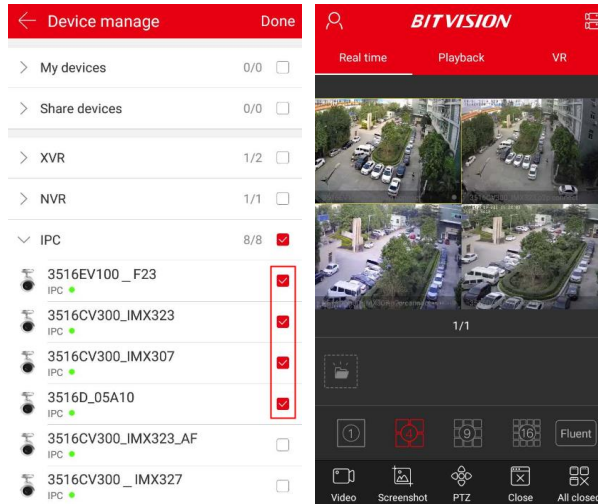 Device manage
Done
My devices
0/0
Share devices
0/0
XVR
1/2
NVR
1/1
IPC
8/8
3516EV100 _ F23
IPC
3516CV300_IMX323
IPC
3516CV300_IMX307
IPC
3516D_05A10
IPC
3516CV300_IMX323_AF
IPC
3516CV300 _ IMX327
IPC
BITVISION
Real time
Playback
VR
1/1
1
4
9
16
Fluent
Video
Screenshot
PTZ
Close
All closed